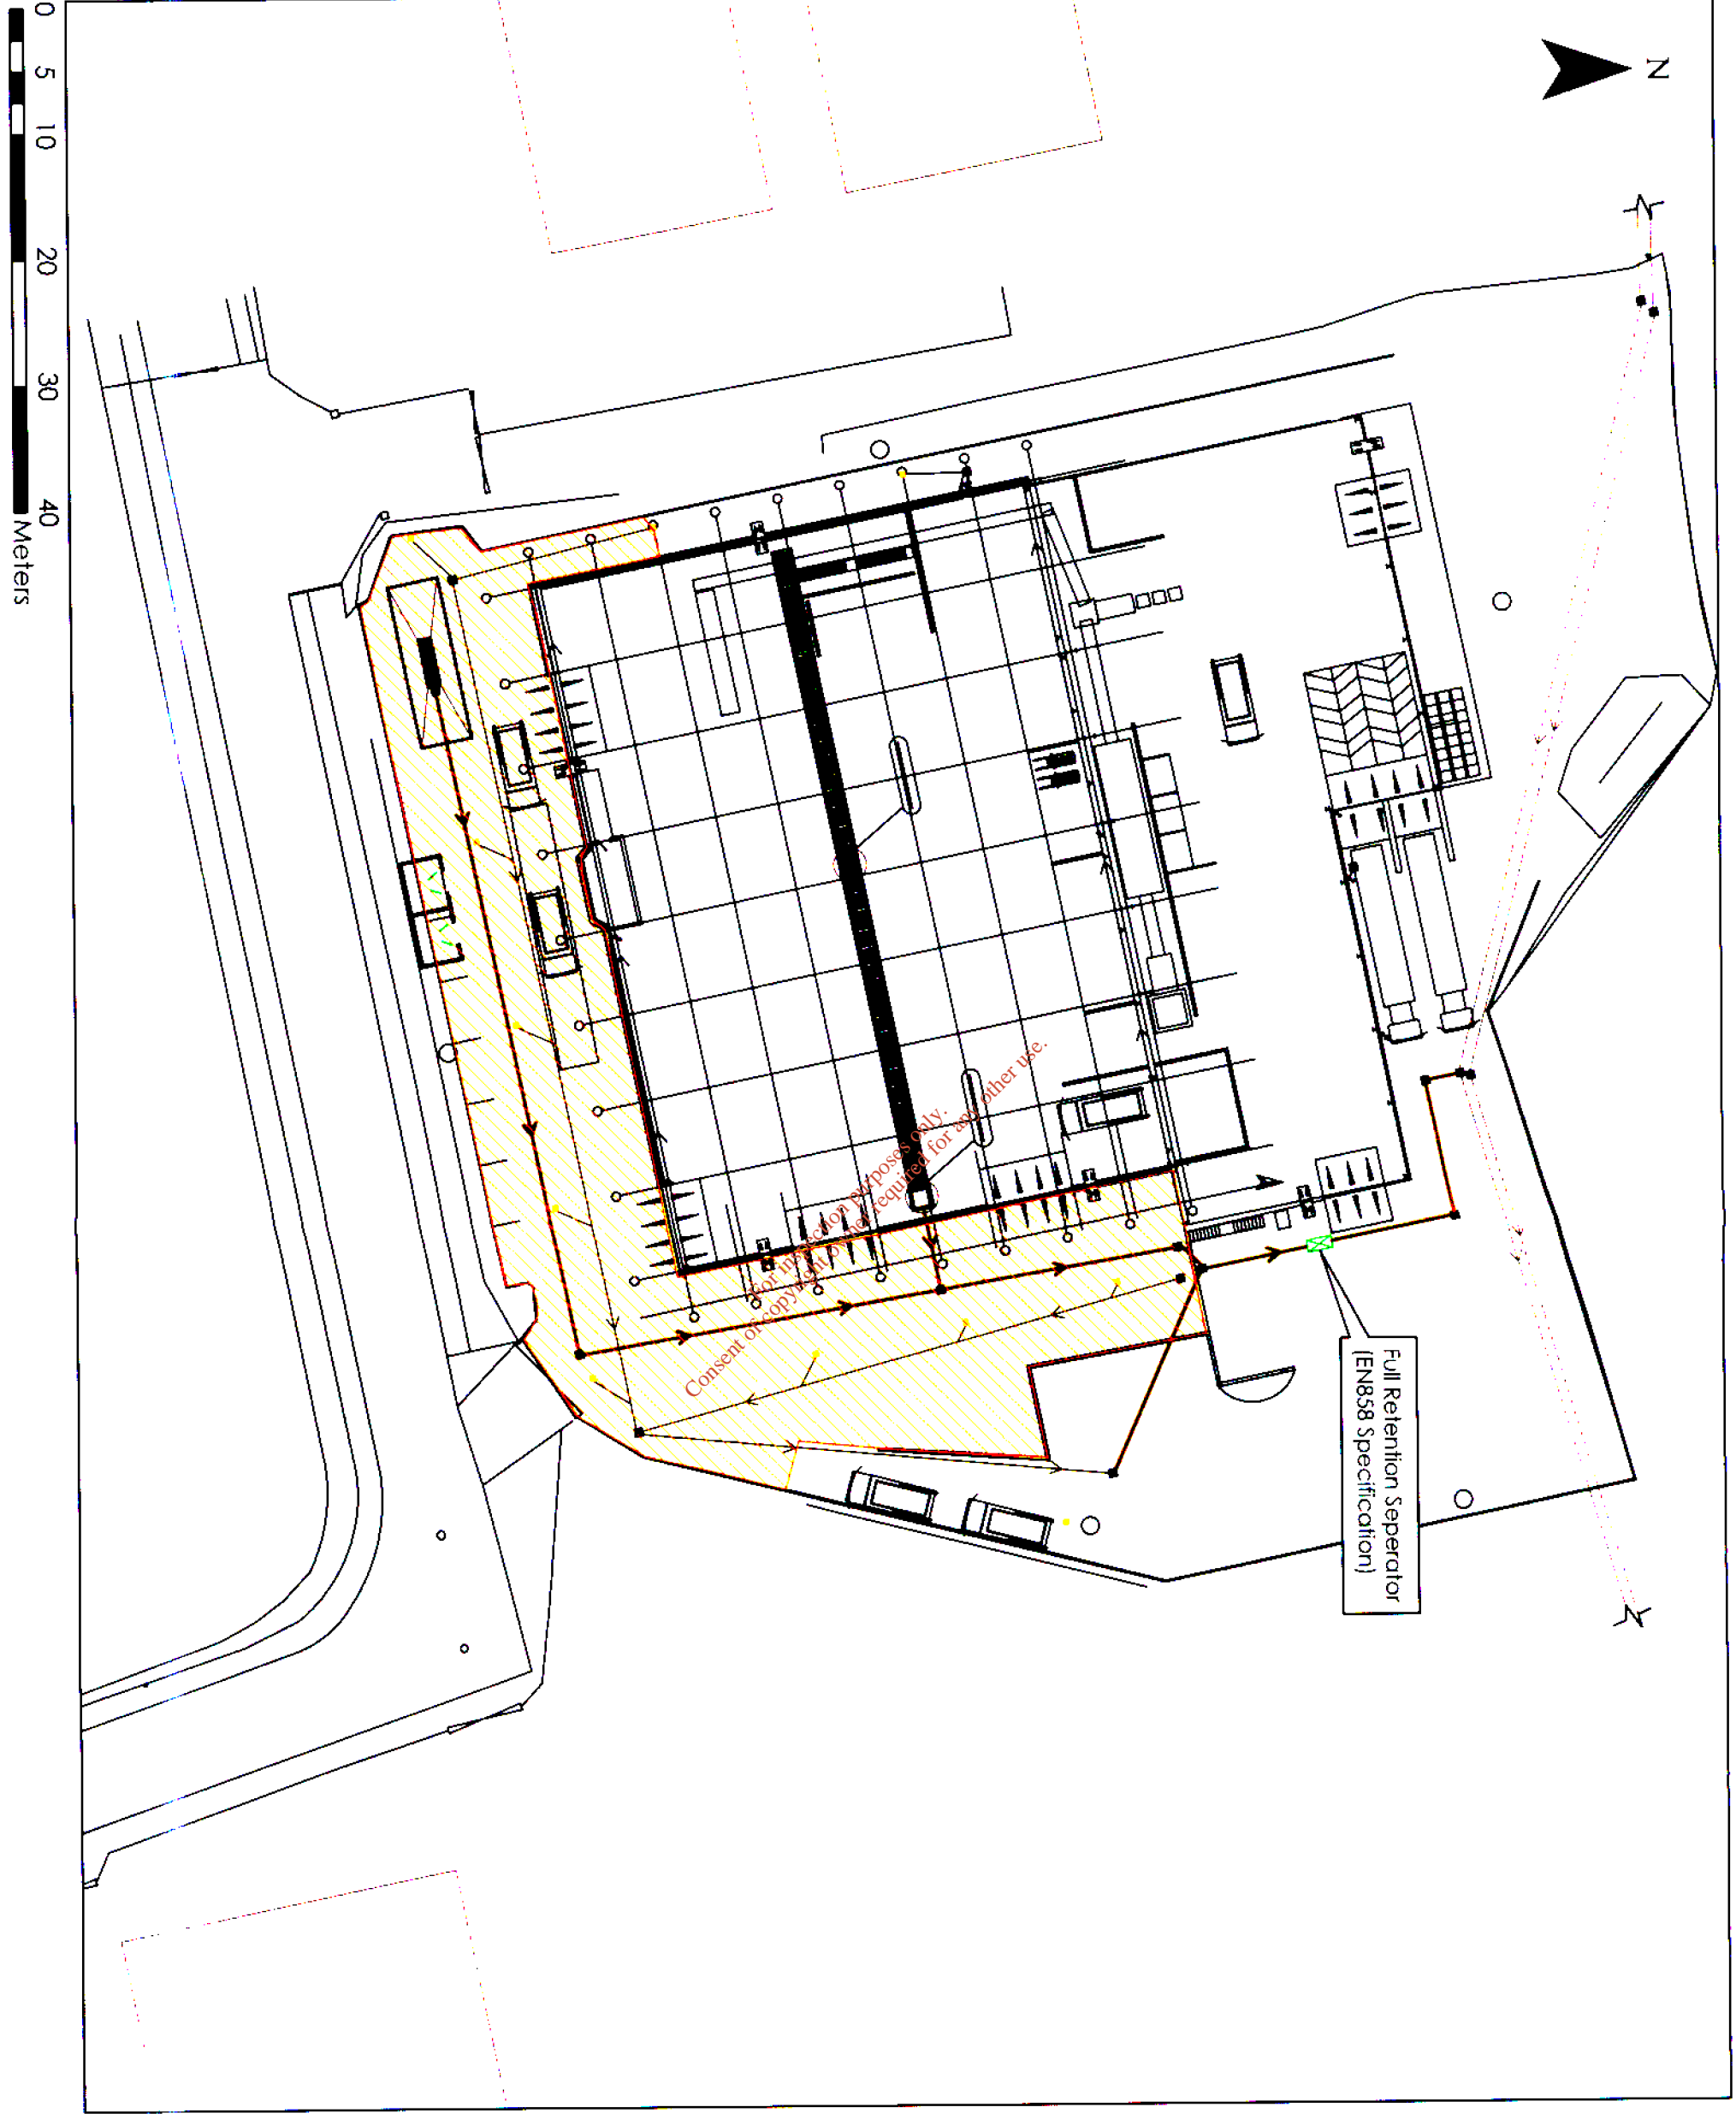 N
Full Retention Seperator
(EN858 Specification)
For inspection purposes only.
Consent of copyright owner required for any other use.
0 5 10 20 30 40
Meters